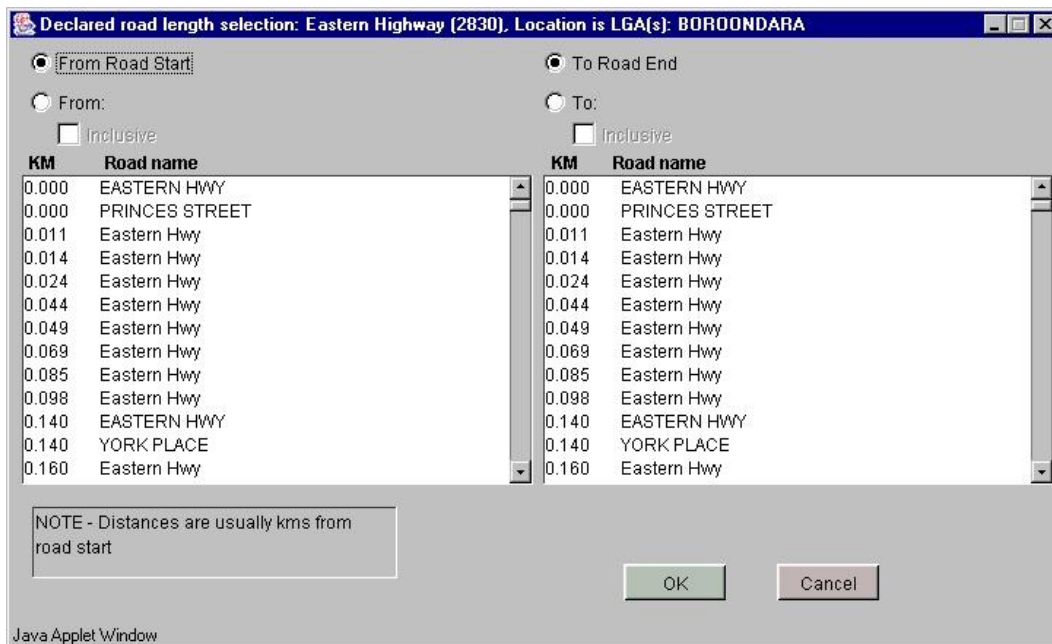 Declared road length selection: Eastern Highway (2830), Location is LGA(s): BOROONDARA
From Road Start
To Road End
From:
To:
Inclusive
Inclusive
KM Road name
KM Road name
0.000 EASTERN HWY
0.000 PRINCES STREET
0.011 Eastern Hwy
0.014 Eastern Hwy
0.024 Eastern Hwy
0.044 Eastern Hwy
0.049 Eastern Hwy
0.069 Eastern Hwy
0.085 Eastern Hwy
0.098 Eastern Hwy
0.140 EASTERN HWY
0.140 YORK PLACE
0.160 Eastern Hwy
0.000 EASTERN HWY
0.000 PRINCES STREET
0.011 Eastern Hwy
0.014 Eastern Hwy
0.024 Eastern Hwy
0.044 Eastern Hwy
0.049 Eastern Hwy
0.069 Eastern Hwy
0.085 Eastern Hwy
0.098 Eastern Hwy
0.140 EASTERN HWY
0.140 YORK PLACE
0.160 Eastern Hwy
NOTE - Distances are usually kms from
road start
OK
Cancel
Java Applet Window